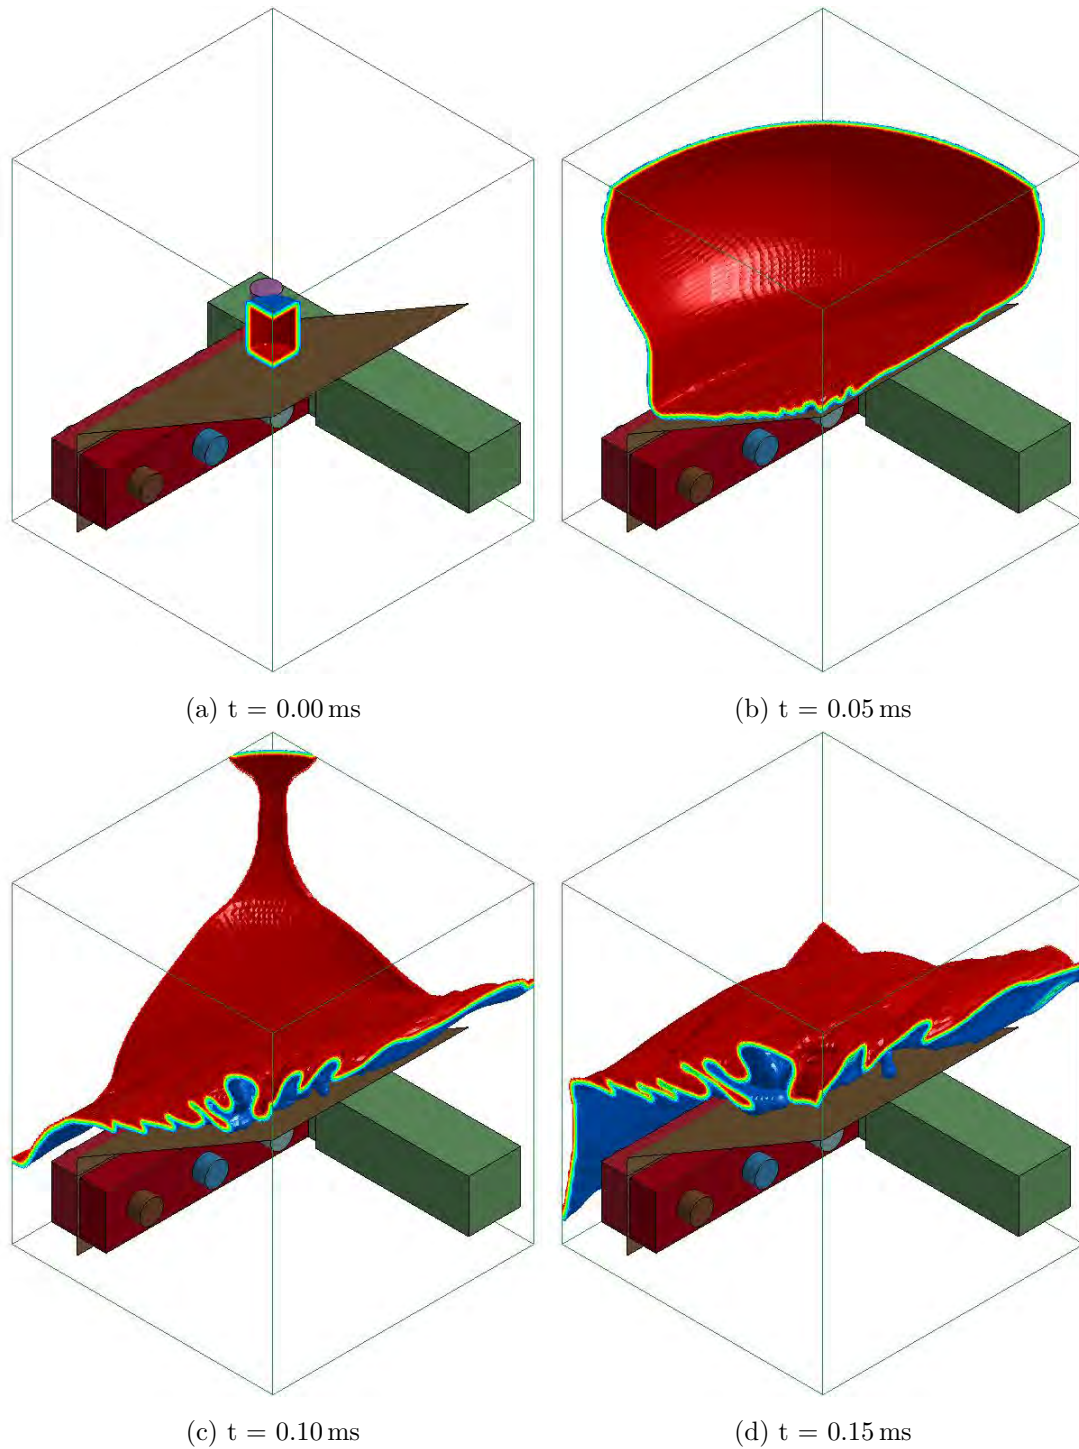 (a) t = 0.00 ms
(b) t = 0.05 ms
(c) t = 0.10 ms
(d) t = 0.15 ms